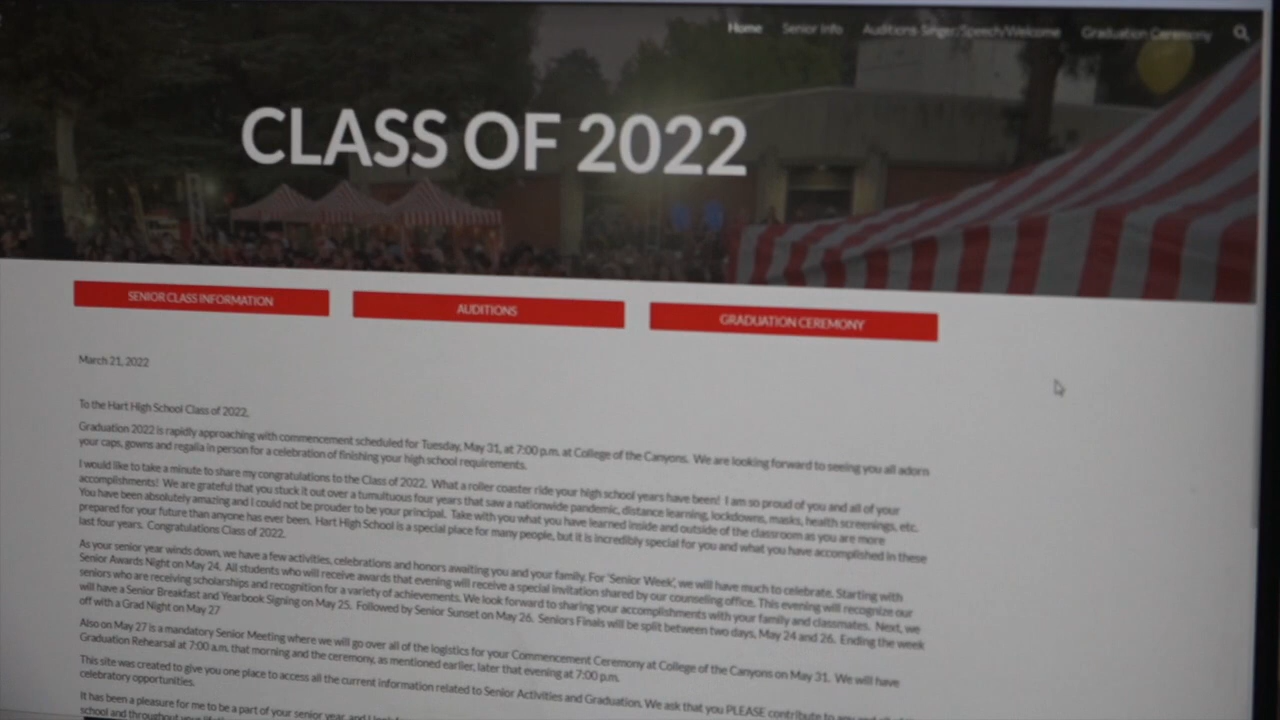 Home Senior Info Auditions-Singer/Speech/Welcome Graduation Ceremony
CLASS OF 2022
SENIOR CLASS INFORMATION AUDITIONS GRADUATION CEREMONY
March 21, 2022
To the Hart High School Class of 2022,
Graduation 2022 is rapidly approaching with commencement scheduled for Tuesday, May 31, at 7:00 p.m. at College of the Canyons. We are looking forward to seeing you all adorn
your caps, gowns and regalia in person for a celebration of finishing your high school requirements.
I would like to take a minute to share my congratulations to the Class of 2022. What a roller coaster ride your high school years have been! I am so proud of you and all of your
accomplishments! We are grateful that you stuck it out over a tumultuous four years that saw a nationwide pandemic, distance learning, lockdowns, masks, health screenings, etc.
You have been absolutely amazing and I could not be prouder to be your principal. Take with you what you have learned inside and outside of the classroom as you are more
prepared for your future than anyone has ever been. Hart High School is a special place for many people, but it is incredibly special for you and what you have accomplished in these
last four years. Congratulations Class of 2022.
As your senior year winds down, we have a few activities, celebrations and honors awaiting you and your family. For 'Senior Week', we will have much to celebrate. Starting with
Senior Awards Night on May 24. All students who will receive awards that evening will receive a special invitation shared by our counseling office. This evening will recognize our
seniors who are receiving scholarships and recognition for a variety of achievements. We look forward to sharing your accomplishments with your family and classmates. Next, we
will have a Senior Breakfast and Yearbook Signing on May 25. Followed by Senior Sunset on May 26. Seniors Finals will be split between two days, May 24 and 26. Ending the week
off with a Grad Night on May 27
Also on May 27 is a mandatory Senior Meeting where we will go over all of the logistics for your Commencement Ceremony at College of the Canyons on May 31. We will have
Graduation Rehearsal at 7:00 a.m. that morning and the ceremony, as mentioned earlier, later that evening at 7:00 p.m.
This site was created to give you one place to access all the current information related to Senior Activities and Graduation. We ask that you PLEASE contribute to any and all
celebratory opportunities.
It has been a pleasure for me to be a part of your senior year, and I
school and throughout your